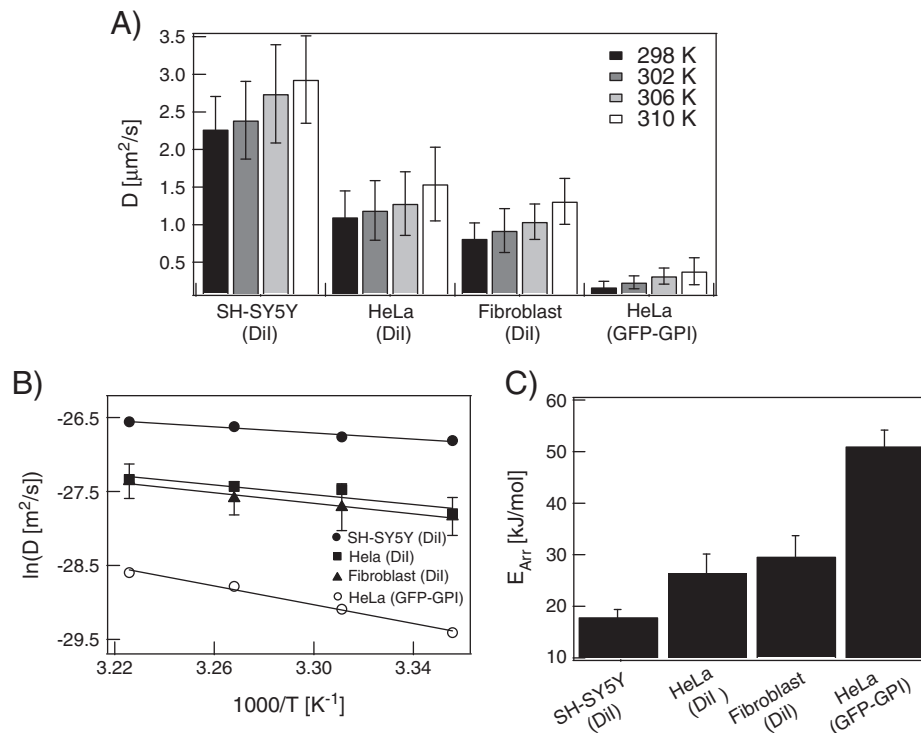 A)
3.5
3.0
2.5
2.0
1.5
1.0
0.5
D [μm²/s]
298 K
302 K
306 K
310 K
SH-SY5Y
(DiI)
HeLa
(DiI)
Fibroblast
(DiI)
HeLa
(GFP-GPI)
B)
-26.5
-27.5
-28.5
-29.5
ln(D [m²/s])
SH-SY5Y (DiI)
Hela (DiI)
Fibroblast (DiI)
HeLa (GFP-GPI)
3.22
3.26
3.30
3.34
1000/T [K⁻¹]
C)
60
50
40
30
20
10
E_Arr [kJ/mol]
SH-SY5Y
(DiI)
HeLa
(DiI )
Fibroblast
(DiI)
HeLa
(GFP-GPI)